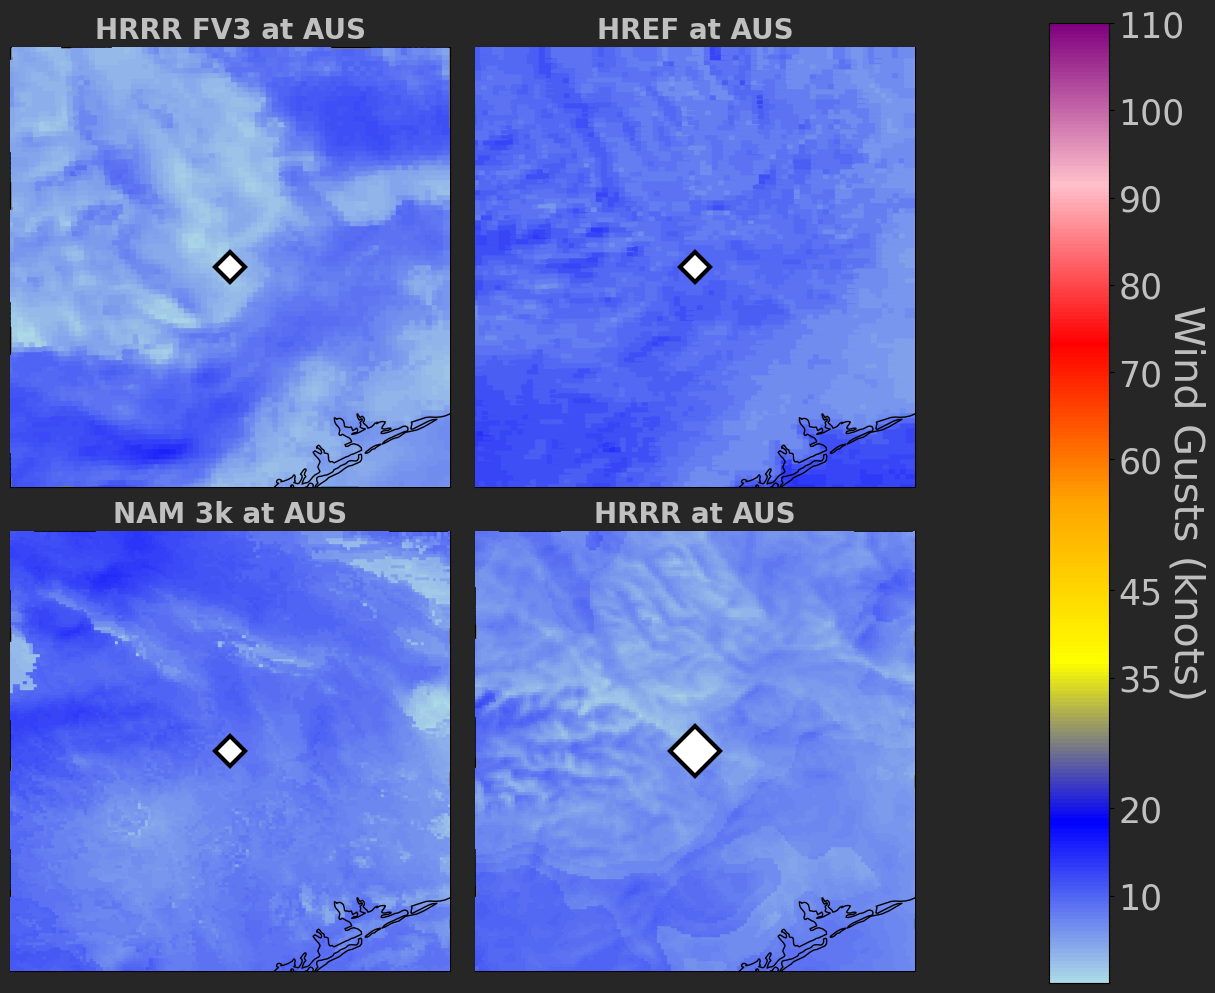 HRRR FV3 at AUS
HREF at AUS
NAM 3k at AUS
HRRR at AUS
110
100
90
80
70
60
45
35
20
10
Wind Gusts (knots)